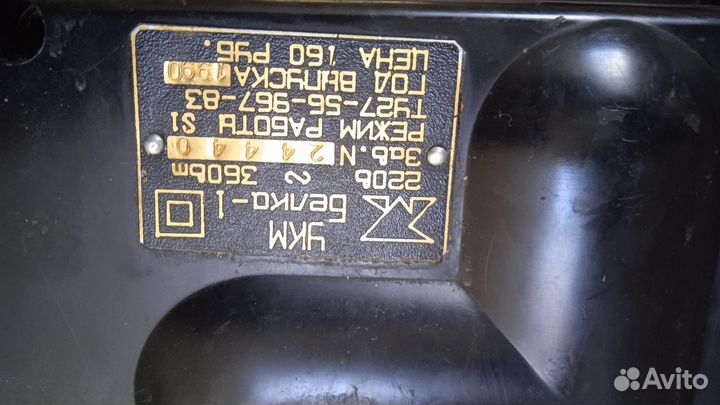 УКМ
белка-1
220в ~ 360вт
Зав.N 24440
РЕЖИМ РАБОТЫ S1
ТУ27-56-967-83
ГОД ВЫПУСКА 1990
ЦЕНА 160 РУБ.
Avito